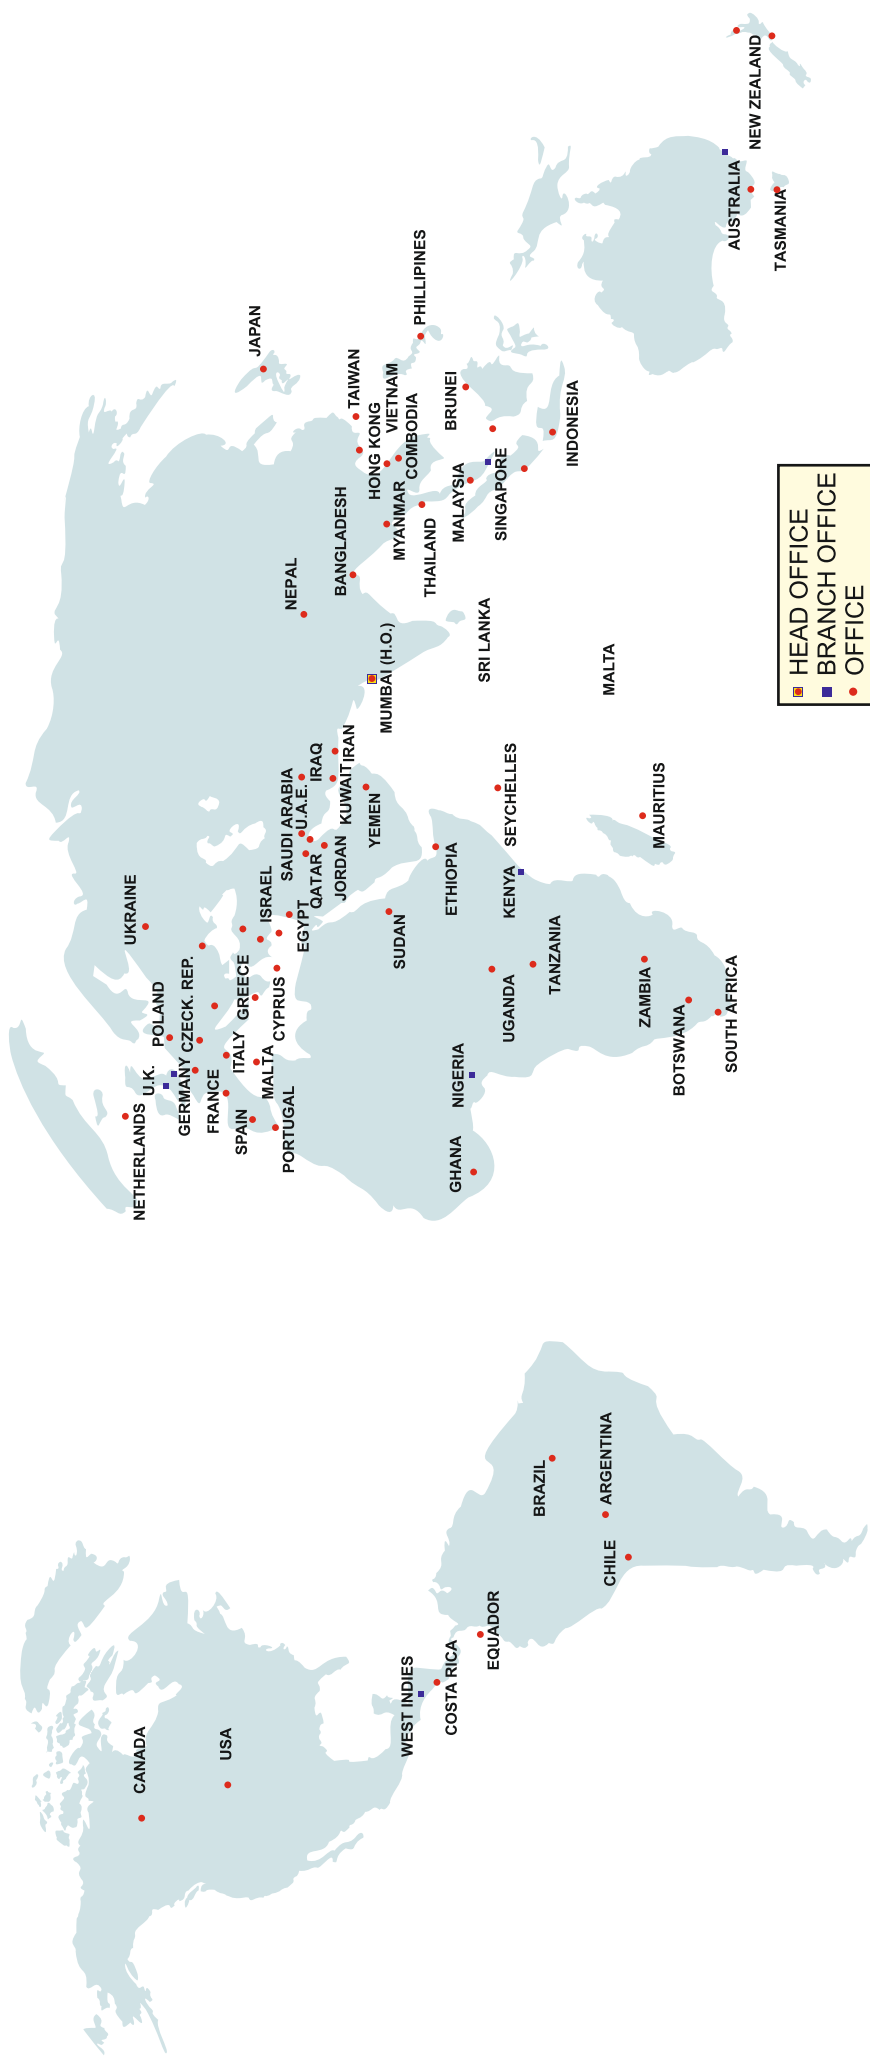 CANADA
USA
WEST INDIES
COSTA RICA
EQUADOR
BRAZIL
ARGENTINA
CHILE
NETHERLANDS
U.K.
POLAND
UKRAINE
GERMANY
CZECK. REP.
FRANCE
ITALY
GREECE
ISRAEL
SPAIN
MALTA
CYPRUS
EGYPT
PORTUGAL
SAUDI ARABIA
U.A.E.
IRAQ
QATAR
KUWAIT
IRAN
JORDAN
YEMEN
SUDAN
ETHIOPIA
GHANA
NIGERIA
UGANDA
KENYA
SEYCHELLES
TANZANIA
ZAMBIA
MAURITIUS
BOTSWANA
SOUTH AFRICA
NEPAL
BANGLADESH
MUMBAI (H.O.)
JAPAN
TAIWAN
HONG KONG
VIETNAM
MYANMAR
COMBODIA
PHILLIPINES
THAILAND
BRUNEI
MALAYSIA
SRI LANKA
SINGAPORE
INDONESIA
MALTA
AUSTRALIA
NEW ZEALAND
TASMANIA
HEAD OFFICE
BRANCH OFFICE
OFFICE